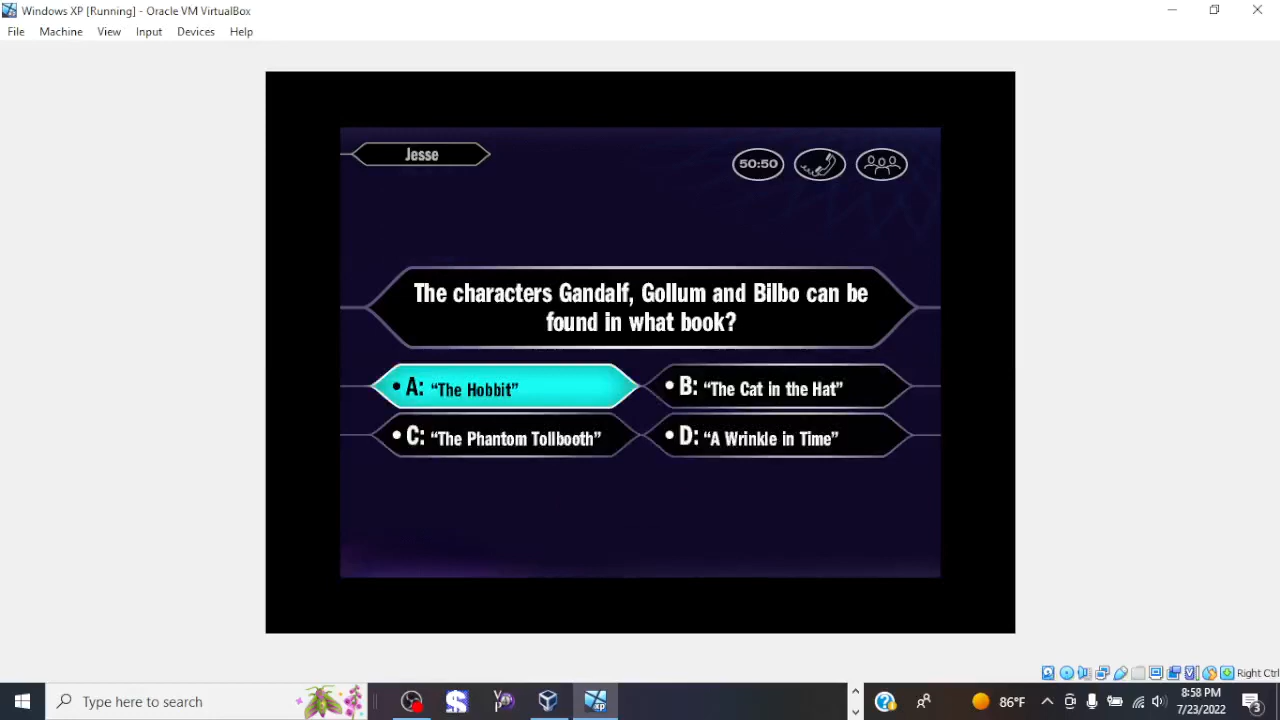 Windows XP [Running] - Oracle VM VirtualBox
File Machine View Input Devices Help
Jesse
50:50
The characters Gandalf, Gollum and Bilbo can be
found in what book?
• A: “The Hobbit”
• B: “The Cat in the Hat”
• C: “The Phantom Tollbooth”
• D: “A Wrinkle in Time”
Right Ctrl
Type here to search
XP
86°F
8:58 PM
7/23/2022
3